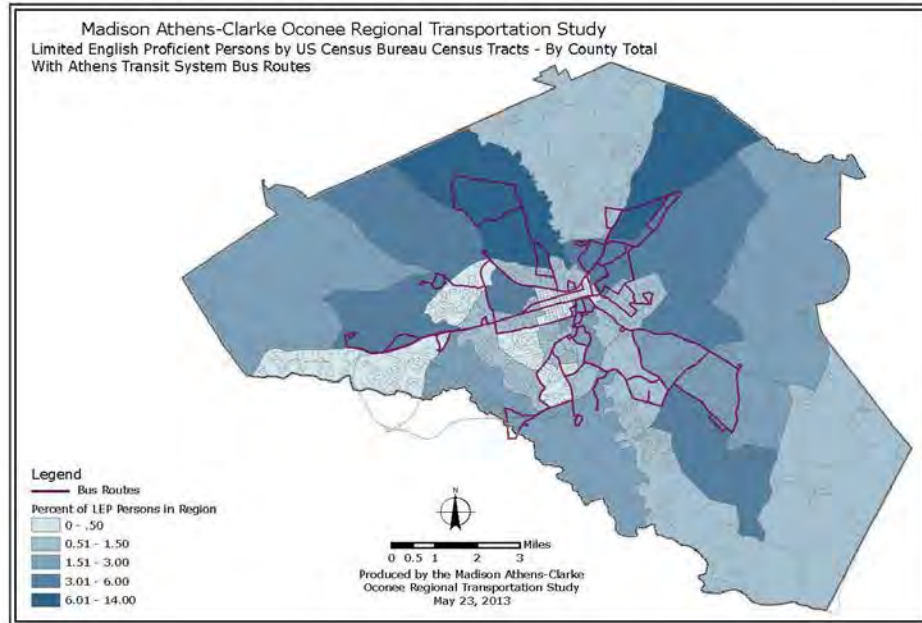 Madison Athens-Clarke Oconee Regional Transportation Study
Limited English Proficient Persons by US Census Bureau Census Tracts - By County Total
With Athens Transit System Bus Routes
Legend
Bus Routes
Percent of LEP Persons in Region
0 - .50
0.51 - 1.50
1.51 - 3.00
3.01 - 6.00
6.01 - 14.00
N
Miles
0 0.5 1 2 3
Produced by the Madison Athens-Clarke
Oconee Regional Transportation Study
May 23, 2013